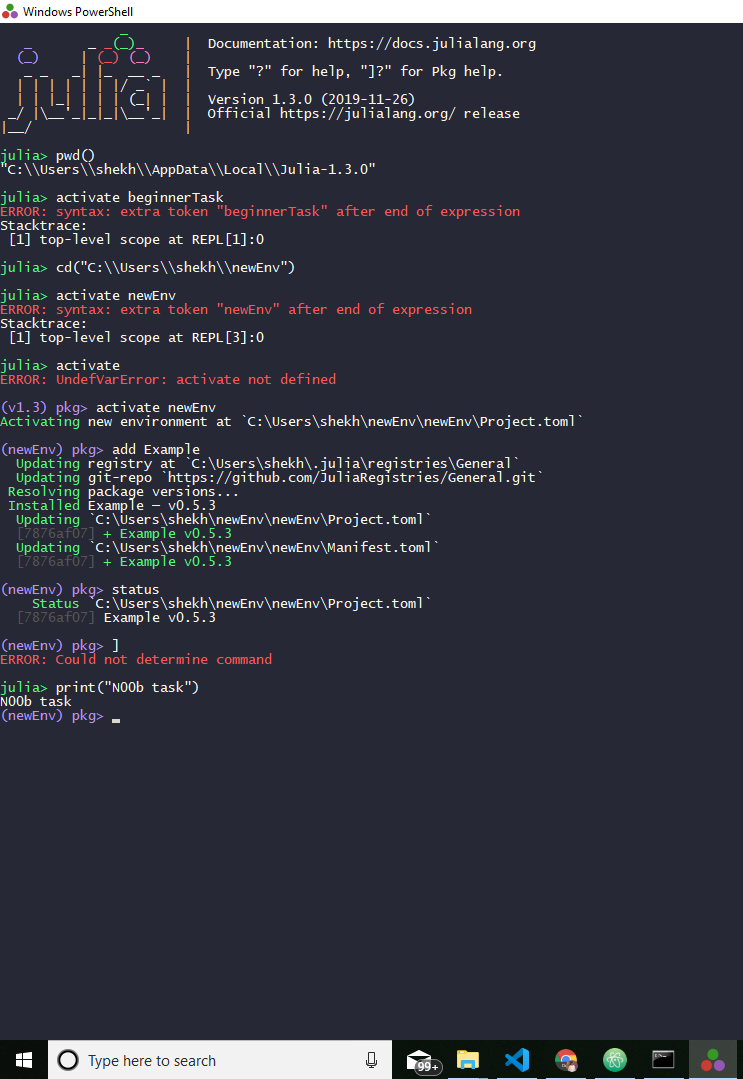 Windows PowerShell
Documentation: https://docs.julialang.org
Type "?" for help, "]?" for Pkg help.
Version 1.3.0 (2019-11-26)
Official https://julialang.org/ release
julia> pwd()
"C:\\Users\\shekh\\AppData\\Local\\Julia-1.3.0"
julia> activate beginnerTask
ERROR: syntax: extra token "beginnerTask" after end of expression
Stacktrace:
[1] top-level scope at REPL[1]:0
julia> cd("C:\\Users\\shekh\\newEnv")
julia> activate newEnv
ERROR: syntax: extra token "newEnv" after end of expression
Stacktrace:
[1] top-level scope at REPL[3]:0
julia> activate
ERROR: UndefVarError: activate not defined
(v1.3) pkg> activate newEnv
Activating new environment at `C:\Users\shekh\newEnv\newEnv\Project.toml`
(newEnv) pkg> add Example
Updating registry at `C:\Users\shekh\.julia\registries\General`
Updating git-repo `https://github.com/JuliaRegistries/General.git`
Resolving package versions...
Installed Example ─ v0.5.3
Updating `C:\Users\shekh\newEnv\newEnv\Project.toml`
[7876af07] + Example v0.5.3
Updating `C:\Users\shekh\newEnv\newEnv\Manifest.toml`
[7876af07] + Example v0.5.3
(newEnv) pkg> status
Status `C:\Users\shekh\newEnv\newEnv\Project.toml`
[7876af07] Example v0.5.3
(newEnv) pkg> ]
ERROR: Could not determine command
julia> print("N00b task")
N00b task
(newEnv) pkg>
Type here to search
99+